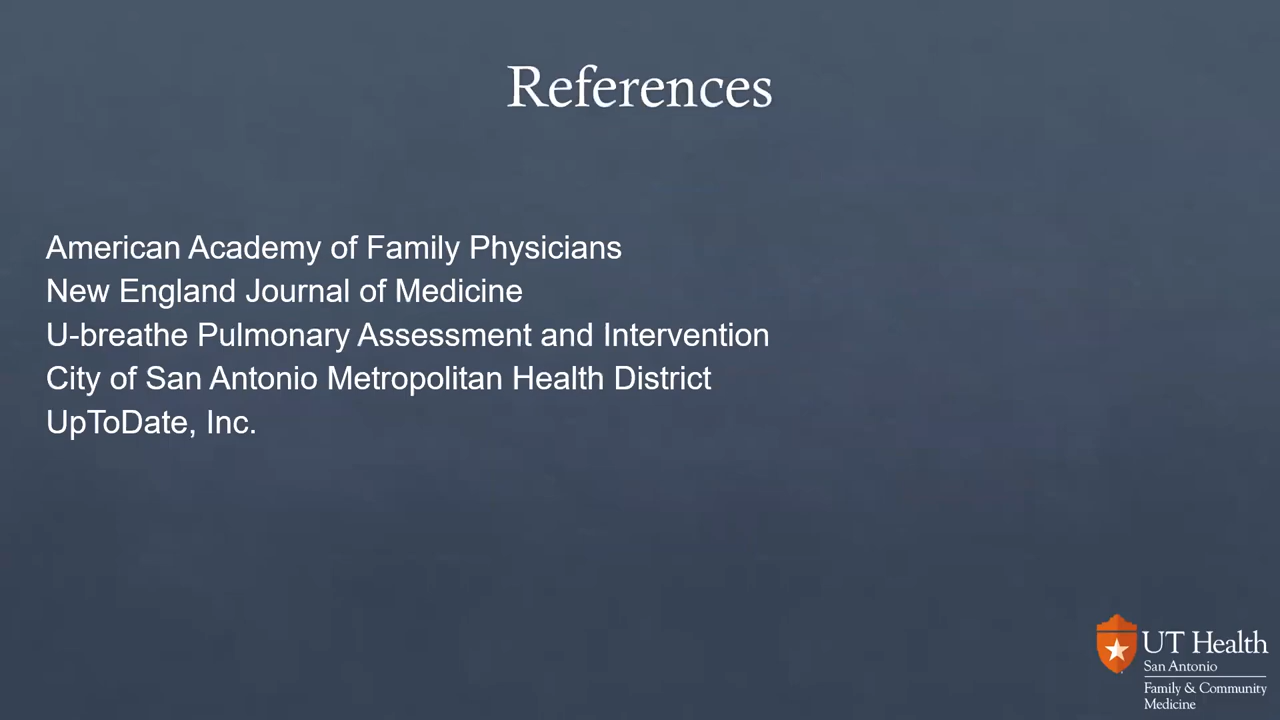 References
American Academy of Family Physicians
New England Journal of Medicine
U-breathe Pulmonary Assessment and Intervention
City of San Antonio Metropolitan Health District
UpToDate, Inc.
UT Health
San Antonio
Family & Community
Medicine